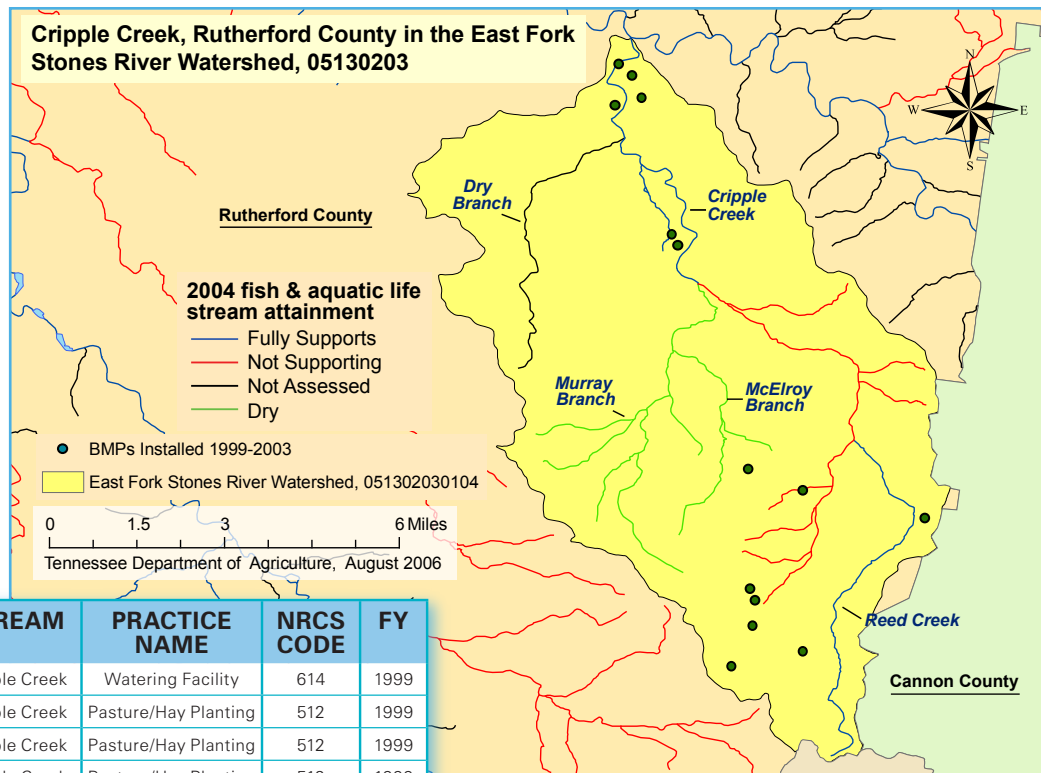 Cripple Creek, Rutherford County in the East Fork
Stones River Watershed, 05130203
N
W
E
S
Dry
Branch
Cripple
Creek
Rutherford County
2004 fish & aquatic life
stream attainment
Fully Supports
Not Supporting
Not Assessed
Dry
Murray
Branch
McElroy
Branch
BMPs Installed 1999-2003
East Fork Stones River Watershed, 051302030104
0 1.5 3 6 Miles
Tennessee Department of Agriculture, August 2006
Reed Creek
Cannon County
REAM PRACTICE NAME NRCS CODE FY
ple Creek Watering Facility 614 1999
ple Creek Pasture/Hay Planting 512 1999
ple Creek Pasture/Hay Planting 512 1999